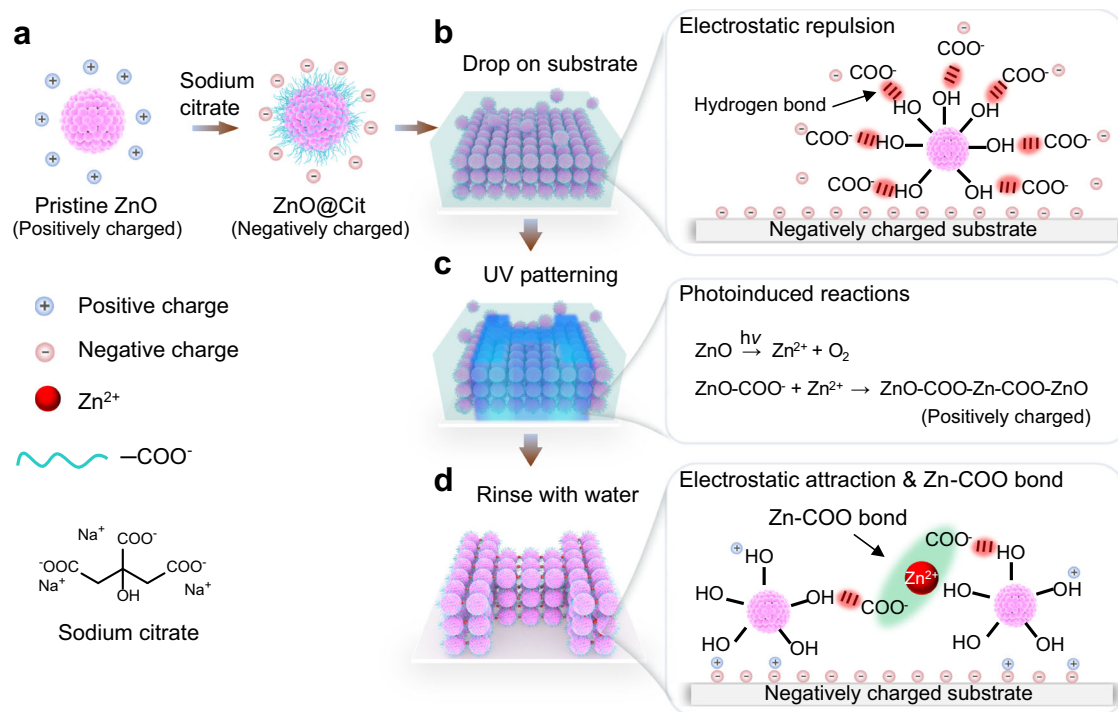 a
Sodium
citrate
Pristine ZnO
(Positively charged)
ZnO@Cit
(Negatively charged)
Positive charge
Negative charge
Zn²⁺
–COO⁻
Na⁺
COO⁻
⁻OOC
COO⁻
Na⁺
Na⁺
OH
Sodium citrate
b
Drop on substrate
Electrostatic repulsion
COO⁻
COO⁻
COO⁻
Hydrogen bond
HO
OH
OH
COO⁻
HO
OH
COO⁻
COO⁻
HO
OH
COO⁻
Negatively charged substrate
c
UV patterning
Photoinduced reactions
hv
ZnO → Zn²⁺ + O₂
ZnO-COO⁻ + Zn²⁺ → ZnO-COO-Zn-COO-ZnO
(Positively charged)
d
Rinse with water
Electrostatic attraction & Zn-COO bond
Zn-COO bond
COO⁻
HO
HO
Zn²⁺
HO
OH
COO⁻
HO
OH
HO
OH
HO
OH
Negatively charged substrate